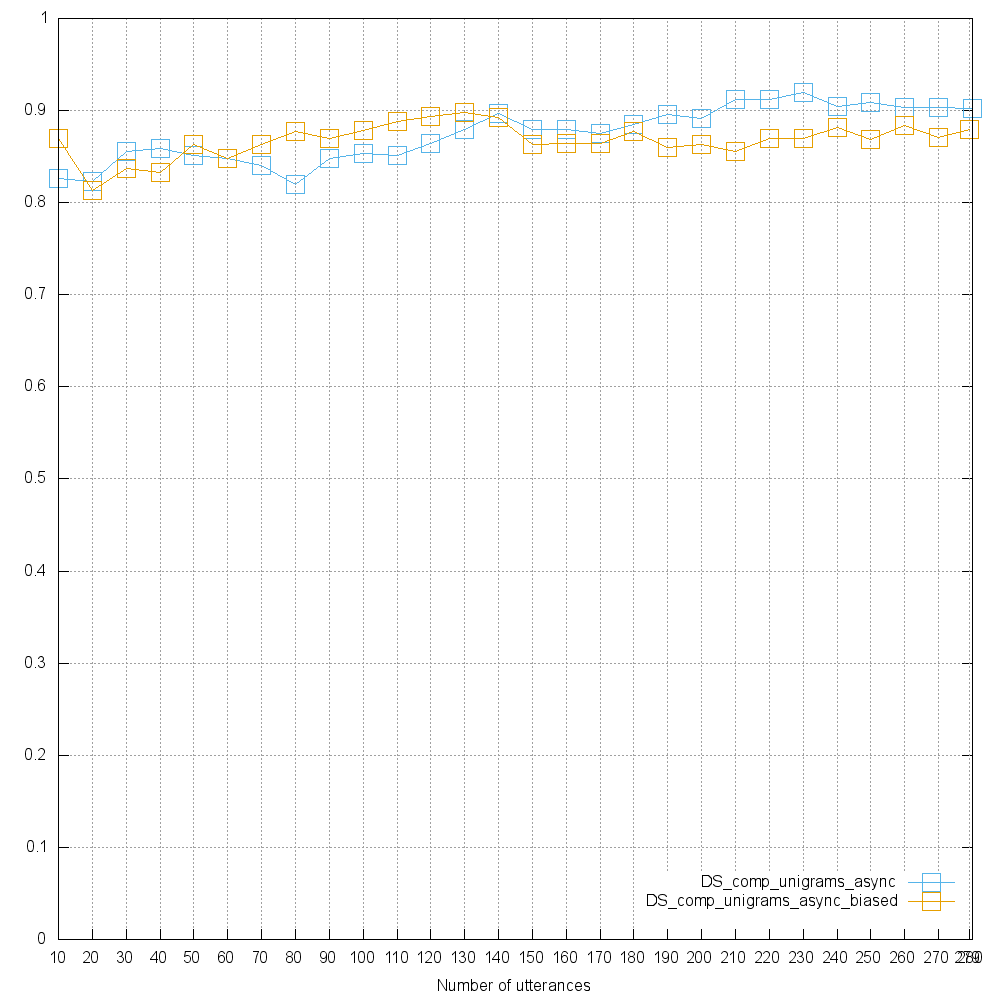 1
0.9
0.8
0.7
0.6
0.5
0.4
0.3
0.2
0.1
0
DS_comp_unigrams_async
DS_comp_unigrams_async_biased
10 20 30 40 50 60 70 80 90 100 110 120 130 140 150 160 170 180 190 200 210 220 230 240 250 260 270 279 280
Number of utterances